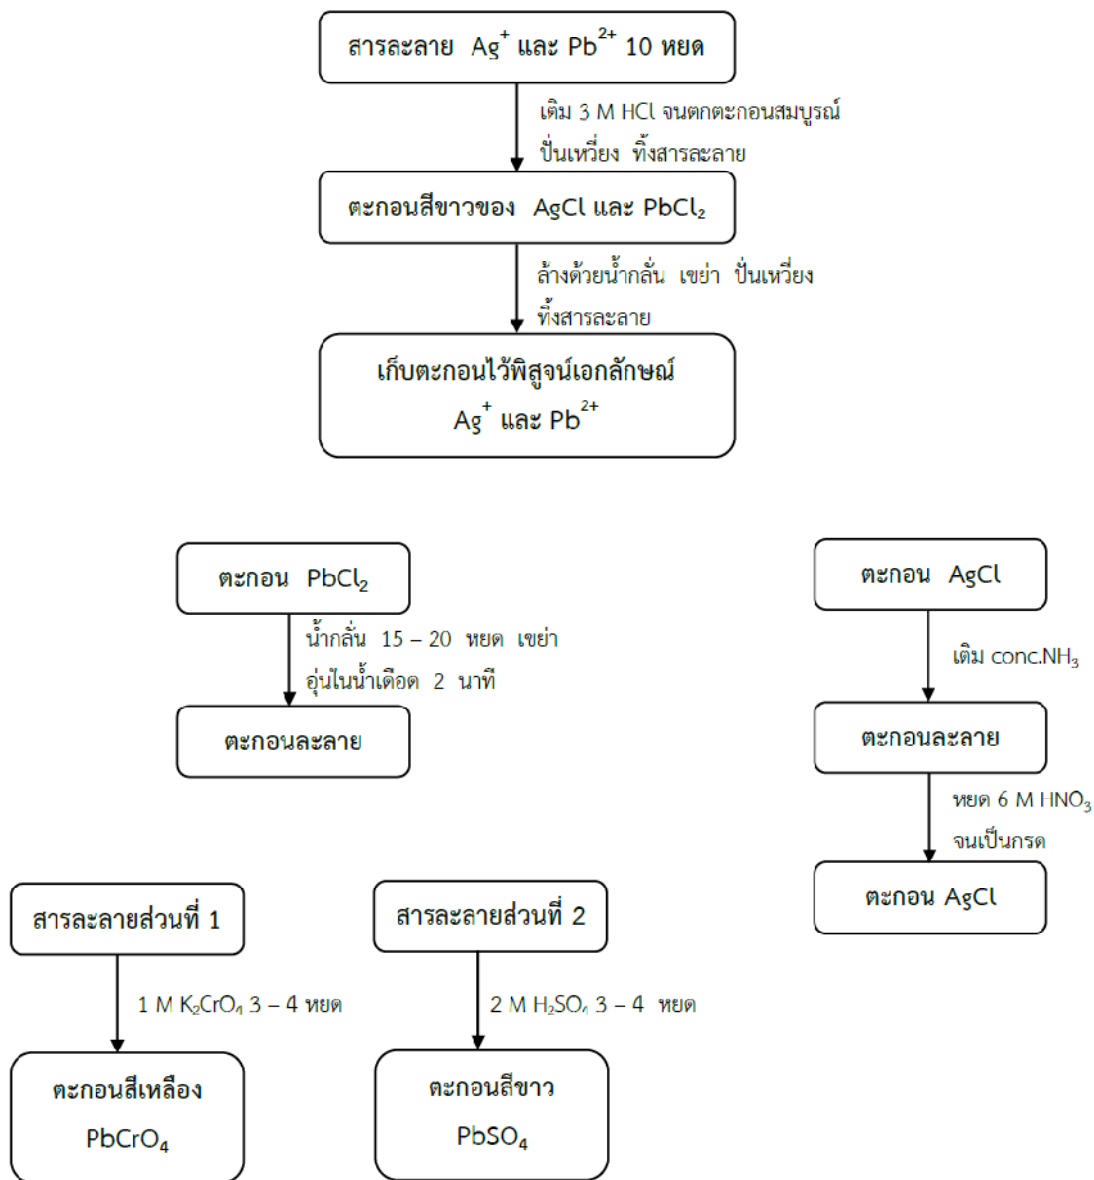 สารละลาย Ag⁺ และ Pb²⁺ 10 หยด
เติม 3 M HCl จนตกตะกอนสมบูรณ์
ปั่นเหวี่ยง ทิ้งสารละลาย
ตะกอนสีขาวของ AgCl และ PbCl₂
ล้างด้วยน้ำกลั่น เขย่า ปั่นเหวี่ยง
ทิ้งสารละลาย
เก็บตะกอนไว้พิสูจน์เอกลักษณ์
Ag⁺ และ Pb²⁺
ตะกอน PbCl₂
น้ำกลั่น 15 – 20 หยด เขย่า
อุ่นในน้ำเดือด 2 นาที
ตะกอนละลาย
ตะกอน AgCl
เติม conc.NH₃
ตะกอนละลาย
หยด 6 M HNO₃
จนเป็นกรด
ตะกอน AgCl
สารละลายส่วนที่ 1
1 M K₂CrO₄ 3 – 4 หยด
ตะกอนสีเหลือง
PbCrO₄
สารละลายส่วนที่ 2
2 M H₂SO₄ 3 – 4 หยด
ตะกอนสีขาว
PbSO₄